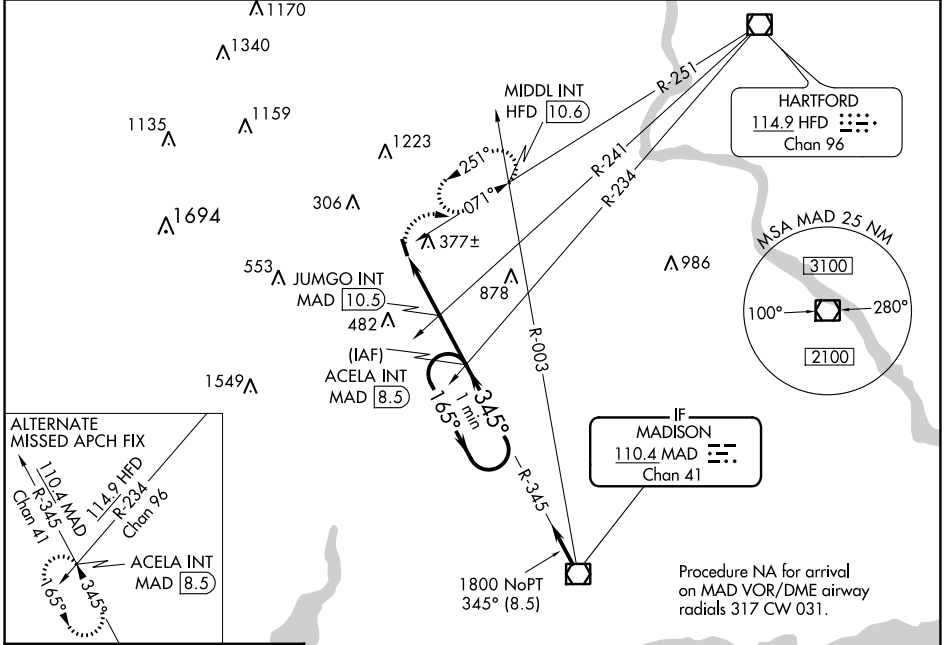 1170
1340
1159
1135
1223
306
1694
377±
553
482
878
986
1549
MIDDL INT
HFD 10.6
R-251
R-241
R-234
HARTFORD
114.9 HFD
Chan 96
251°
071°
JUMGO INT
MAD 10.5
(IAF)
ACELA INT
MAD 8.5
R-003
MSA MAD 25 NM
3100
100°
280°
2100
1 min
345°
165°
R-345
IF
MADISON
110.4 MAD
Chan 41
1800 NoPT
345° (8.5)
Procedure NA for arrival
on MAD VOR/DME airway
radials 317 CW 031.
ALTERNATE
MISSED APCH FIX
110.4 MAD
R-345
Chan 41
114.9 HFD
R-234
Chan 96
ACELA INT
MAD 8.5
165°
345°